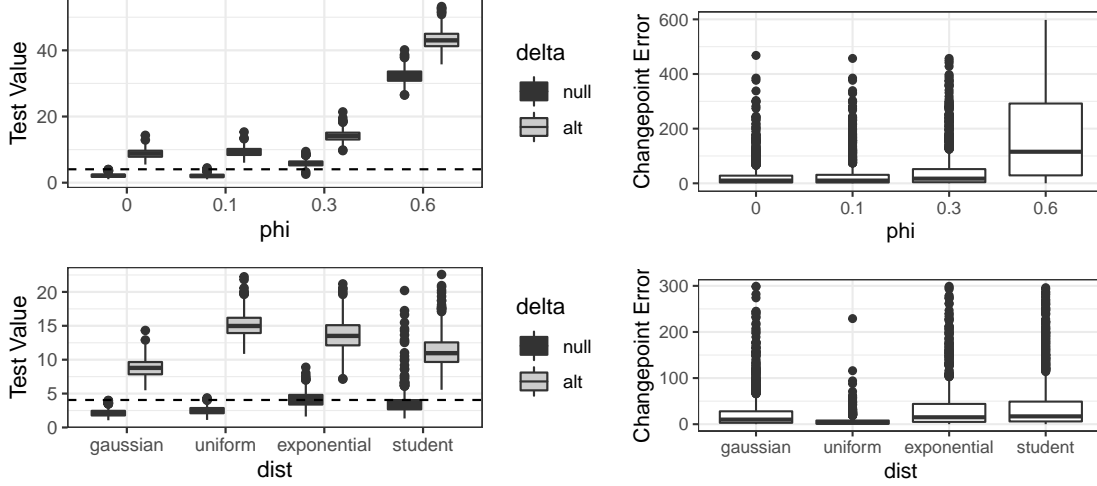 Test Value
40
20
0
0
0.1
0.3
0.6
phi
delta
null
alt
Changepoint Error
600
400
200
0
0
0.1
0.3
0.6
phi
Test Value
20
15
10
5
0
gaussian
uniform
exponential
student
dist
delta
null
alt
Changepoint Error
300
200
100
0
gaussian
uniform
exponential
student
dist